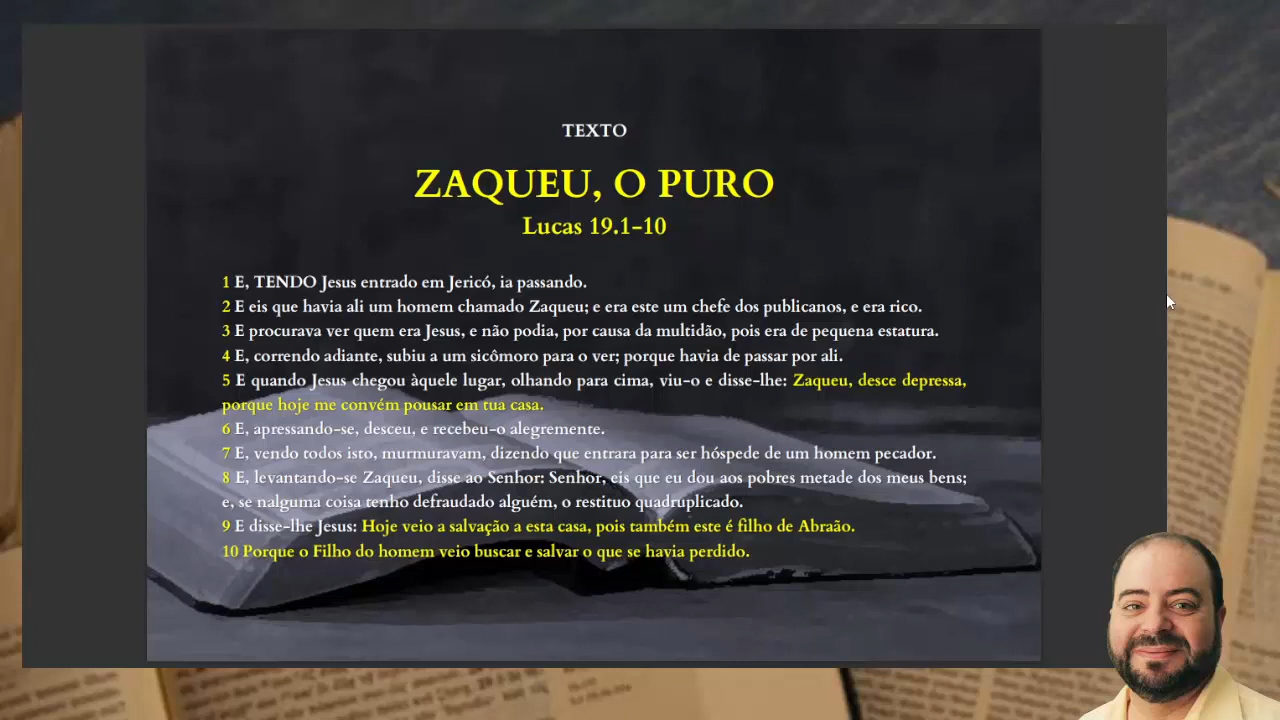 TEXTO
ZAQUEU, O PURO
Lucas 19.1-10
1 E, TENDO Jesus entrado em Jericó, ia passando.
2 E eis que havia ali um homem chamado Zaqueu; e era este um chefe dos publicanos, e era rico.
3 E procurava ver quem era Jesus, e não podia, por causa da multidão, pois era de pequena estatura.
4 E, correndo adiante, subiu a um sicômoro para o ver; porque havia de passar por ali.
5 E quando Jesus chegou àquele lugar, olhando para cima, viu-o e disse-lhe: Zaqueu, desce depressa,
porque hoje me convém pousar em tua casa.
6 E, apressando-se, desceu, e recebeu-o alegremente.
7 E, vendo todos isto, murmuravam, dizendo que entrara para ser hóspede de um homem pecador.
8 E, levantando-se Zaqueu, disse ao Senhor: Senhor, eis que eu dou aos pobres metade dos meus bens;
e, se nalguma coisa tenho defraudado alguém, o restituo quadruplicado.
9 E disse-lhe Jesus: Hoje veio a salvação a esta casa, pois também este é filho de Abraão.
10 Porque o Filho do homem veio buscar e salvar o que se havia perdido.